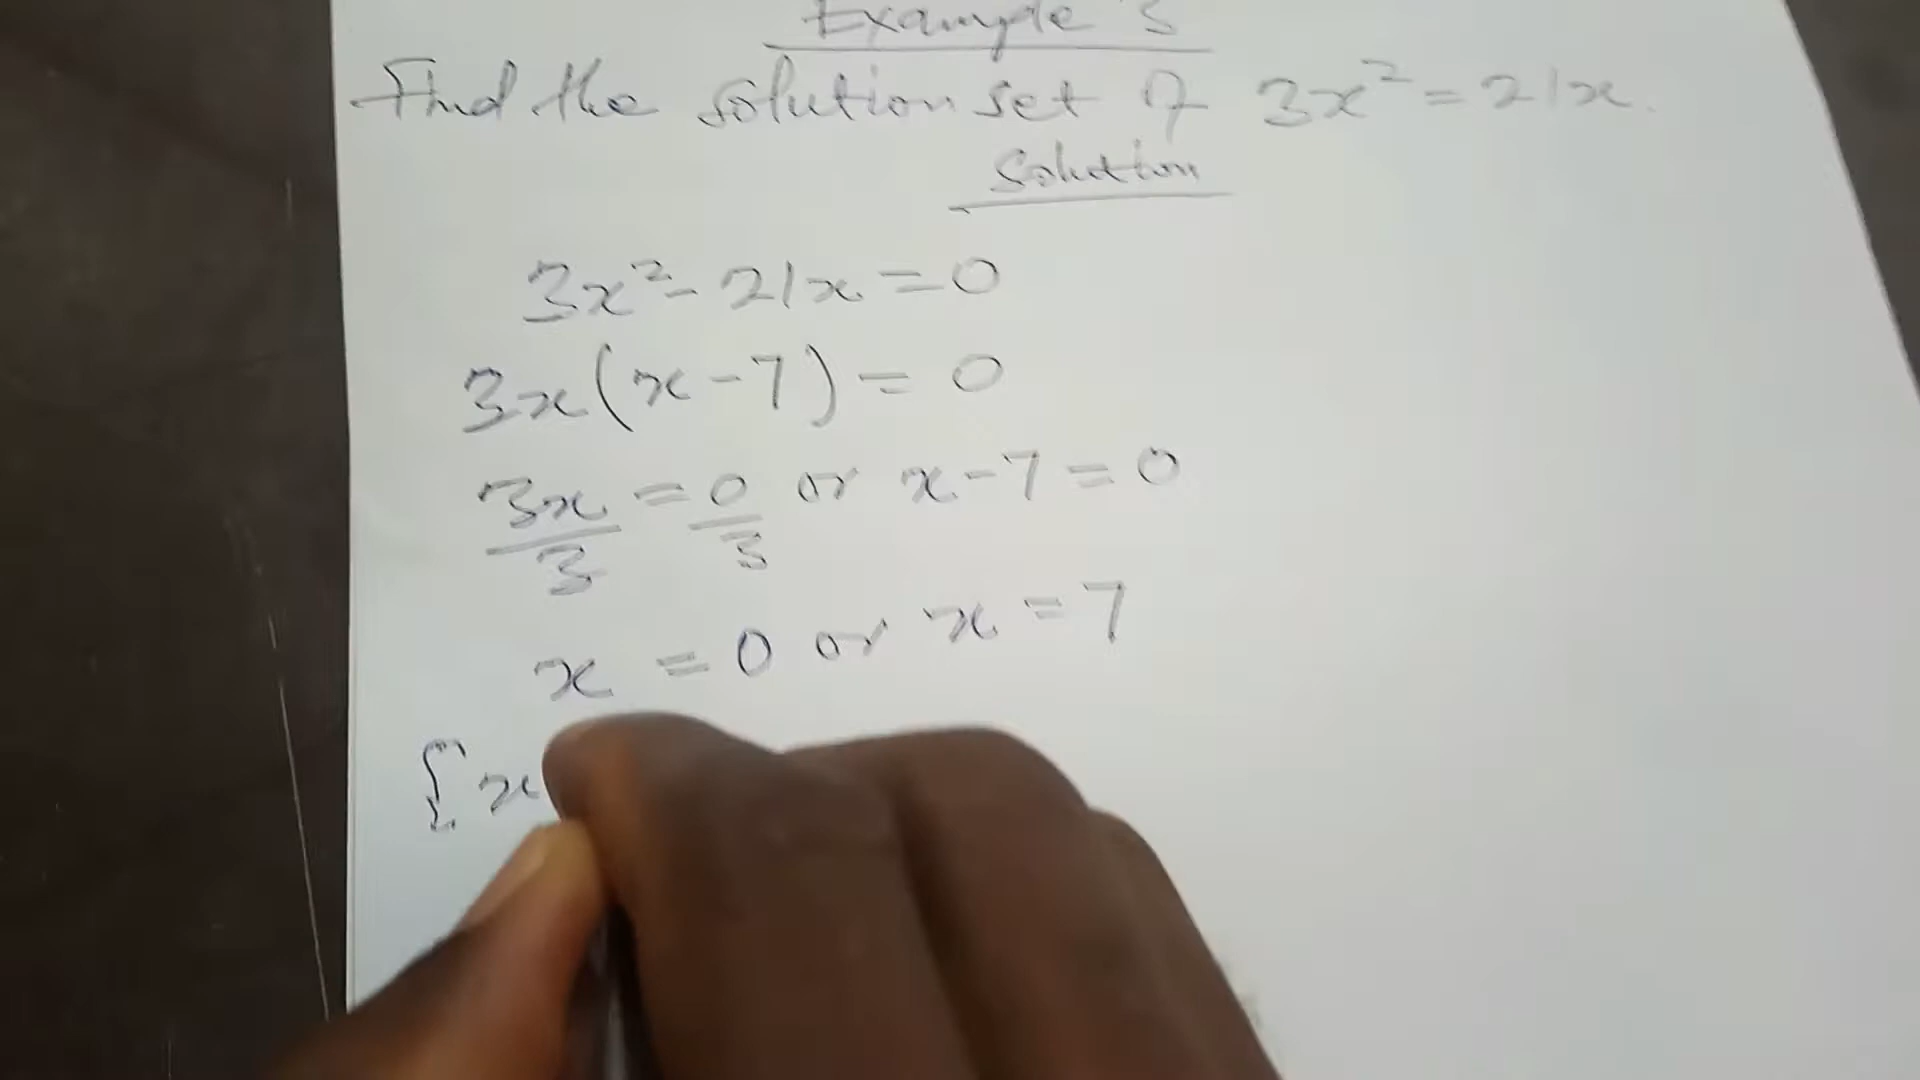 Example 3
Find the solution set of 3x² = 21x.
Solution
3x² - 21x = 0
3x(x - 7) = 0
3x/3 = 0/3 or x - 7 = 0
x = 0 or x = 7
{x